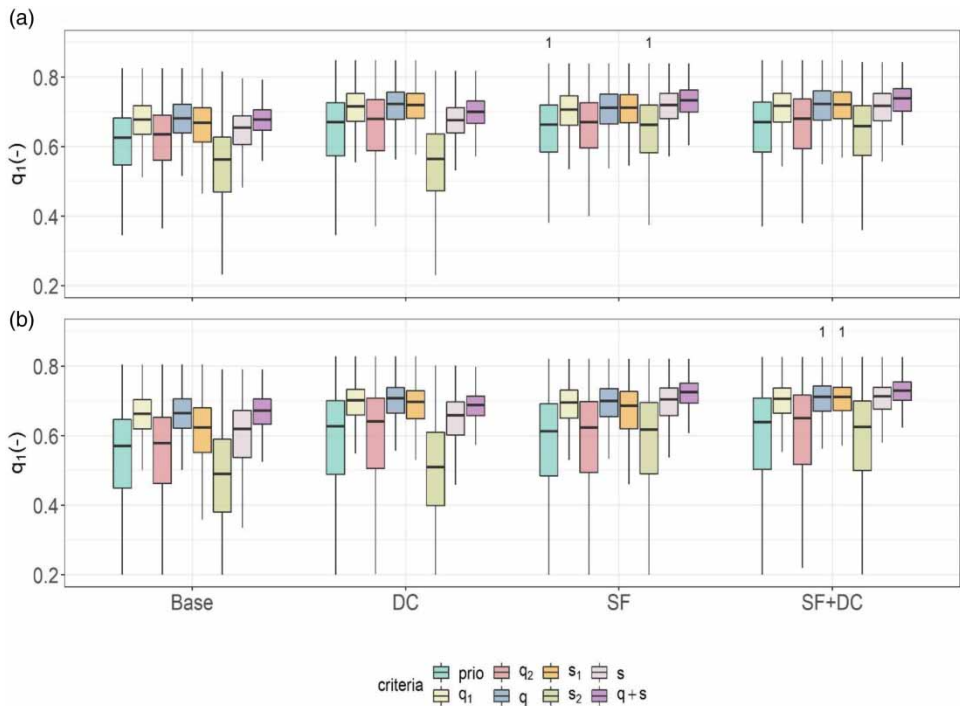 (a)
1 1
0.8
0.6
0.4
0.2
q₁(-)
(b)
1 1
0.8
0.6
0.4
0.2
q₁(-)
Base DC SF SF+DC
criteria
prio q₂ s₁ s
q₁ q s₂ q+s